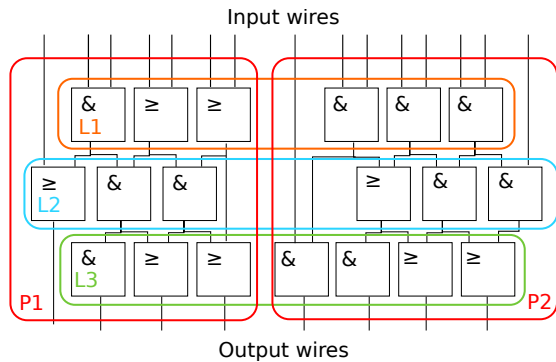 Input wires
& ≥ ≥ & & &
L1
≥ & & ≥ & &
L2
& ≥ ≥ & & ≥ ≥
L3
P1 P2
Output wires